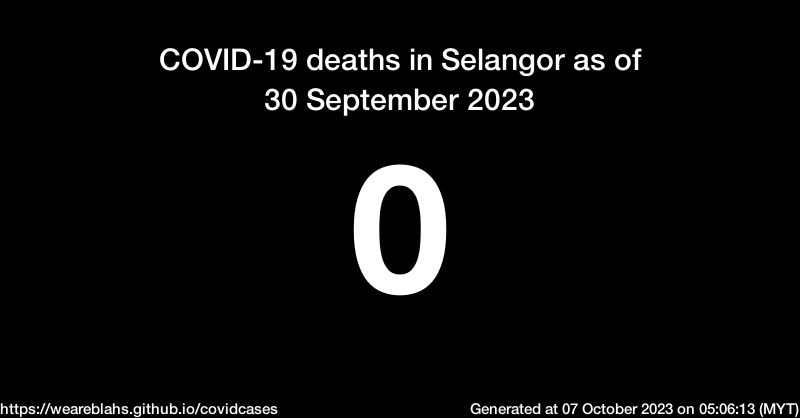 COVID-19 deaths in Selangor as of
30 September 2023
0
https://weareblahs.github.io/covidcases
Generated at 07 October 2023 on 05:06:13 (MYT)